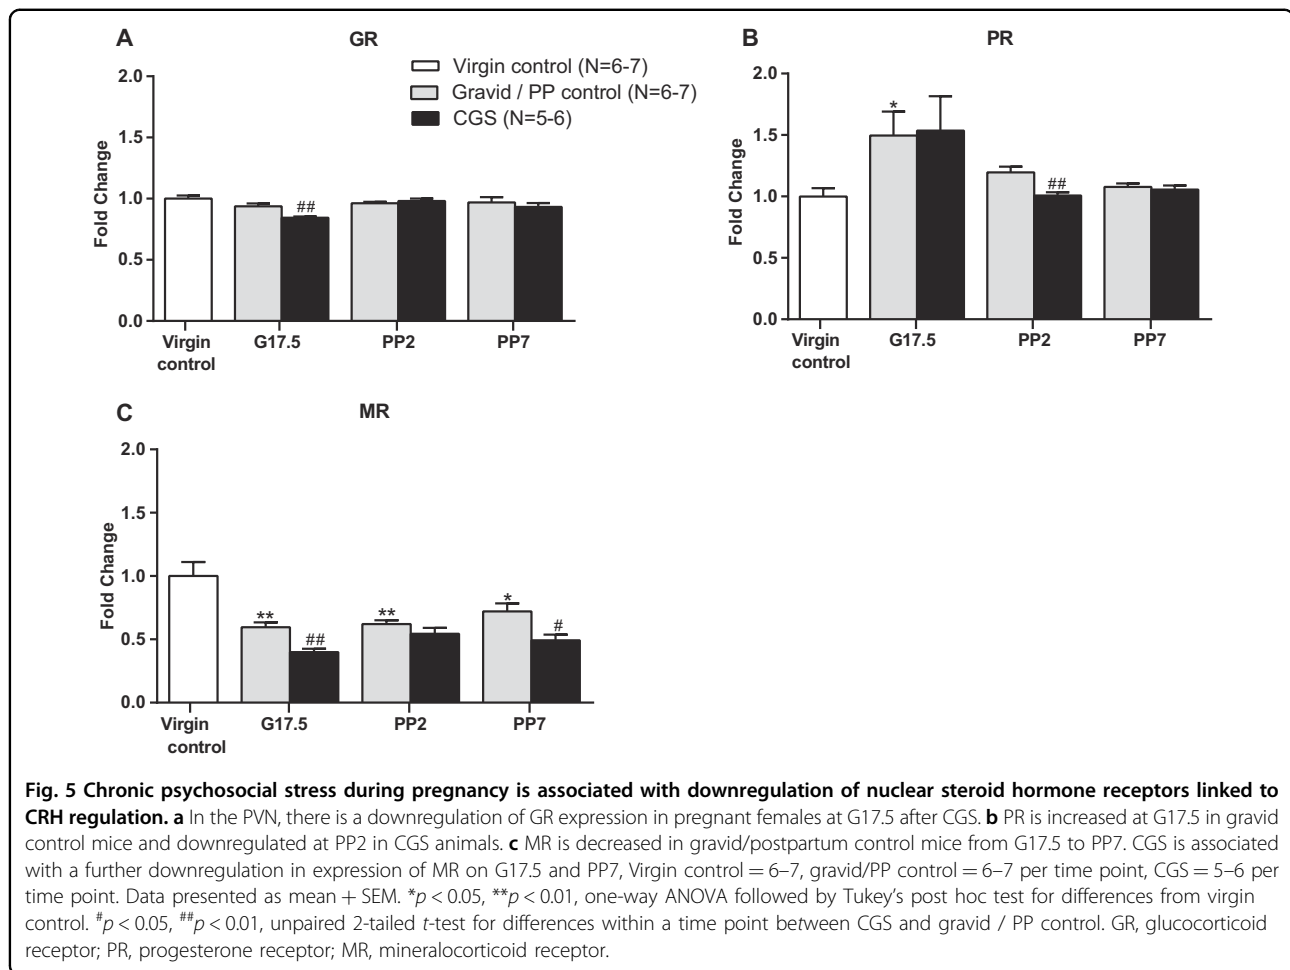 A
GR
Virgin control (N=6-7)
Gravid / PP control (N=6-7)
CGS (N=5-6)
Fold Change
2.0
1.5
1.0
0.5
0.0
##
Virgin
control
G17.5
PP2
PP7
B
PR
Fold Change
2.0
1.5
1.0
0.5
0.0
*
##
Virgin
control
G17.5
PP2
PP7
C
MR
Fold Change
2.0
1.5
1.0
0.5
0.0
**
##
**
*
#
Virgin
control
G17.5
PP2
PP7
Fig. 5 Chronic psychosocial stress during pregnancy is associated with downregulation of nuclear steroid hormone receptors linked to
CRH regulation. a In the PVN, there is a downregulation of GR expression in pregnant females at G17.5 after CGS. b PR is increased at G17.5 in gravid
control mice and downregulated at PP2 in CGS animals. c MR is decreased in gravid/postpartum control mice from G17.5 to PP7. CGS is associated
with a further downregulation in expression of MR on G17.5 and PP7, Virgin control = 6–7, gravid/PP control = 6–7 per time point, CGS = 5–6 per
time point. Data presented as mean + SEM. *p < 0.05, **p < 0.01, one-way ANOVA followed by Tukey's post hoc test for differences from virgin
control. #p < 0.05, ##p < 0.01, unpaired 2-tailed t-test for differences within a time point between CGS and gravid / PP control. GR, glucocorticoid
receptor; PR, progesterone receptor; MR, mineralocorticoid receptor.